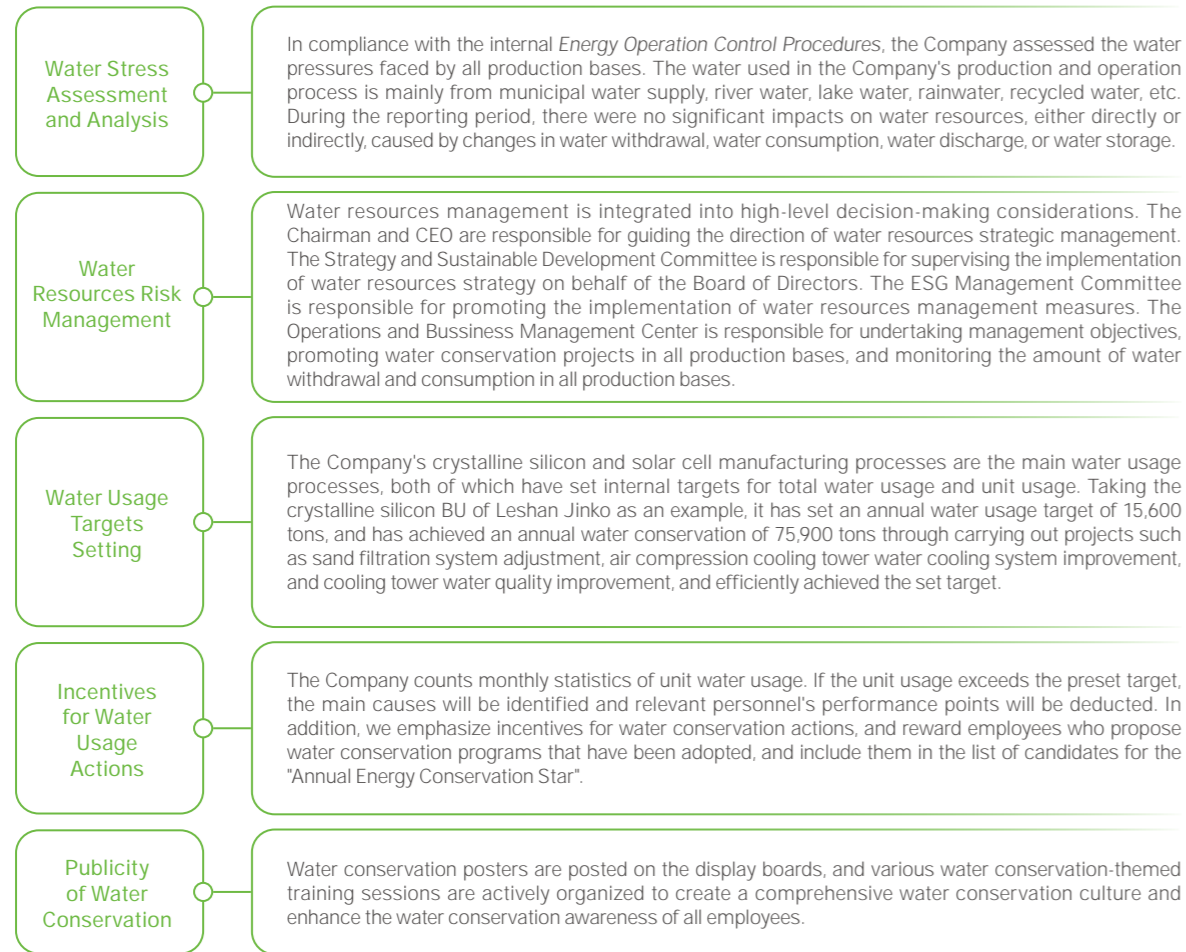 Water Stress
Assessment
and Analysis
In compliance with the internal Energy Operation Control Procedures, the Company assessed the water
pressures faced by all production bases. The water used in the Company's production and operation
process is mainly from municipal water supply, river water, lake water, rainwater, recycled water, etc.
During the reporting period, there were no significant impacts on water resources, either directly or
indirectly, caused by changes in water withdrawal, water consumption, water discharge, or water storage.
Water
Resources Risk
Management
Water resources management is integrated into high-level decision-making considerations. The
Chairman and CEO are responsible for guiding the direction of water resources strategic management.
The Strategy and Sustainable Development Committee is responsible for supervising the implementation
of water resources strategy on behalf of the Board of Directors. The ESG Management Committee
is responsible for promoting the implementation of water resources management measures. The
Operations and Bussiness Management Center is responsible for undertaking management objectives,
promoting water conservation projects in all production bases, and monitoring the amount of water
withdrawal and consumption in all production bases.
Water Usage
Targets
Setting
The Company's crystalline silicon and solar cell manufacturing processes are the main water usage
processes, both of which have set internal targets for total water usage and unit usage. Taking the
crystalline silicon BU of Leshan Jinko as an example, it has set an annual water usage target of 15,600
tons, and has achieved an annual water conservation of 75,900 tons through carrying out projects such
as sand filtration system adjustment, air compression cooling tower water cooling system improvement,
and cooling tower water quality improvement, and efficiently achieved the set target.
Incentives
for Water
Usage
Actions
The Company counts monthly statistics of unit water usage. If the unit usage exceeds the preset target,
the main causes will be identified and relevant personnel's performance points will be deducted. In
addition, we emphasize incentives for water conservation actions, and reward employees who propose
water conservation programs that have been adopted, and include them in the list of candidates for the
"Annual Energy Conservation Star".
Publicity
of Water
Conservation
Water conservation posters are posted on the display boards, and various water conservation-themed
training sessions are actively organized to create a comprehensive water conservation culture and
enhance the water conservation awareness of all employees.